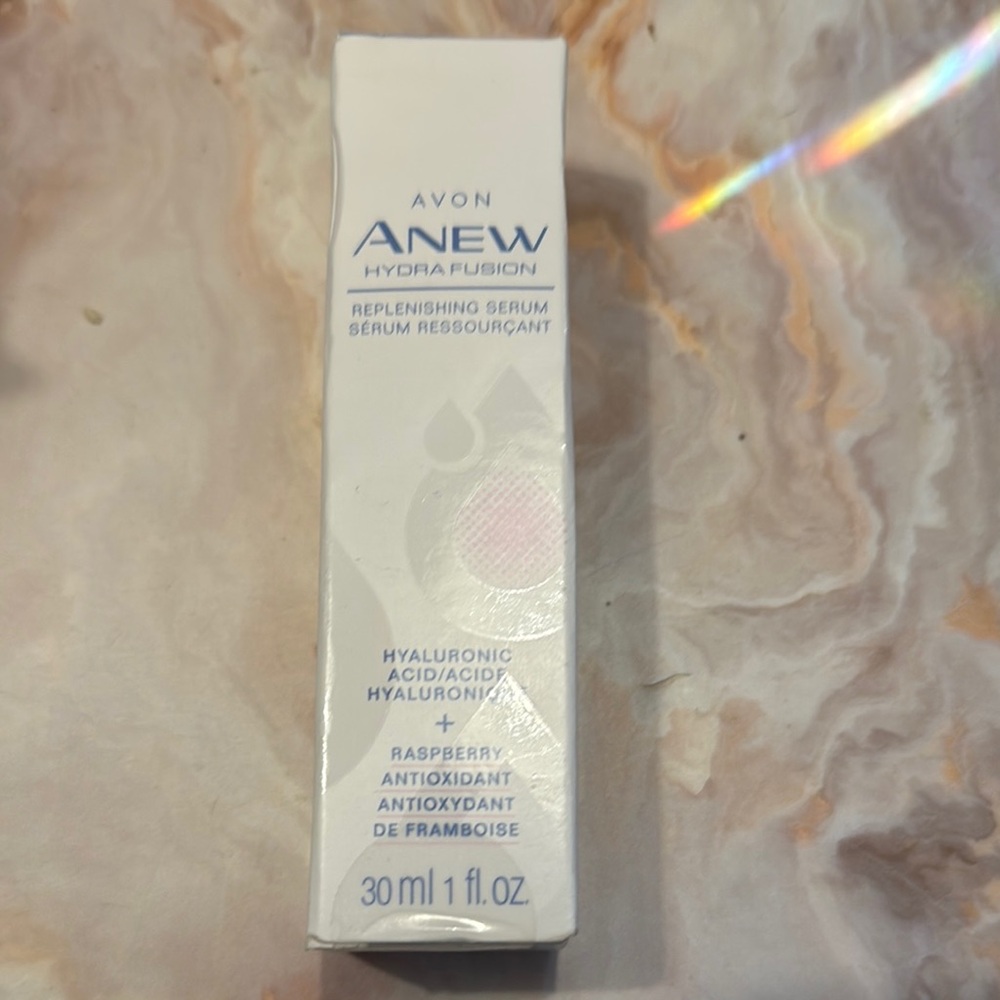 AVON
ANEW
HYDRA FUSION
REPLENISHING SERUM
SÉRUM RESSOURÇANT
HYALURONIC
ACID/ACIDE
HYALURONIQUE
+
RASPBERRY
ANTIOXIDANT
ANTIOXYDANT
DE FRAMBOISE
30 ml 1 fl. oz.